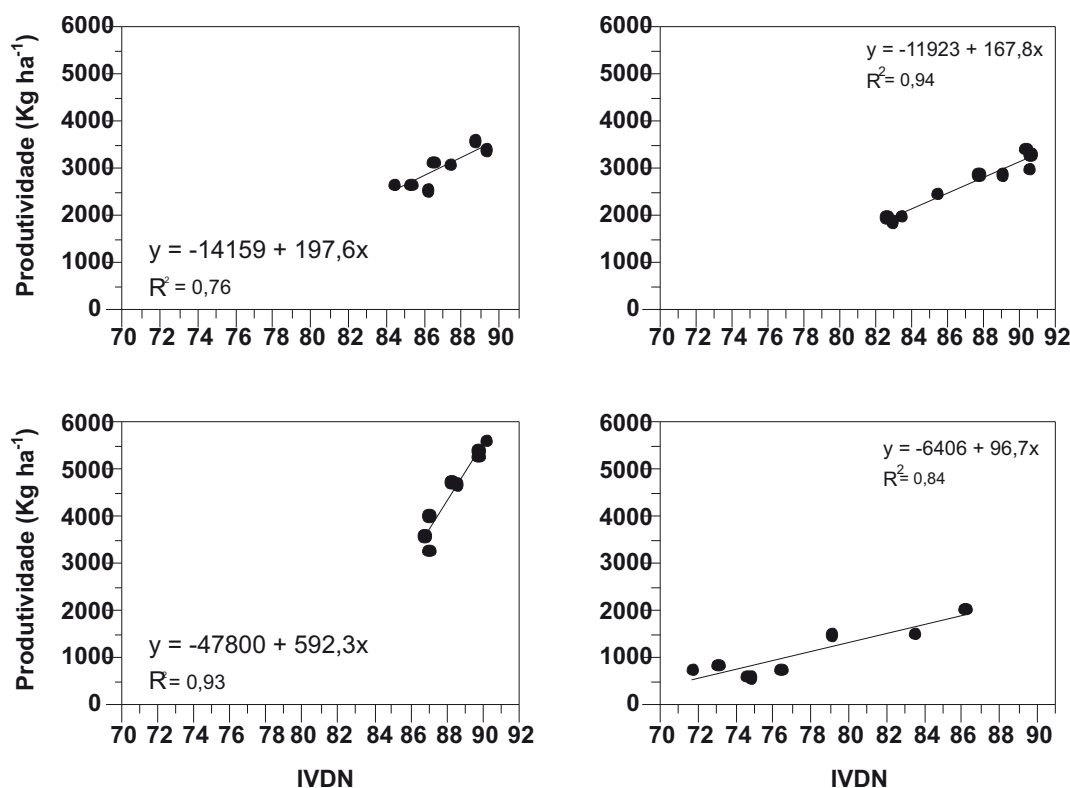 Produtividade (Kg ha⁻¹)
6000
5000
4000
3000
2000
1000
0
y = -14159 + 197,6x
R² = 0,76
70 72 74 76 78 80 82 84 86 88 90
6000
5000
4000
3000
2000
1000
0
y = -11923 + 167,8x
R²= 0,94
70 72 74 76 78 80 82 84 86 88 90 92
Produtividade (Kg ha⁻¹)
6000
5000
4000
3000
2000
1000
0
y = -47800 + 592,3x
R²= 0,93
70 72 74 76 78 80 82 84 86 88 90 92
IVDN
6000
5000
4000
3000
2000
1000
0
y = -6406 + 96,7x
R²= 0,84
70 72 74 76 78 80 82 84 86 88 90
IVDN